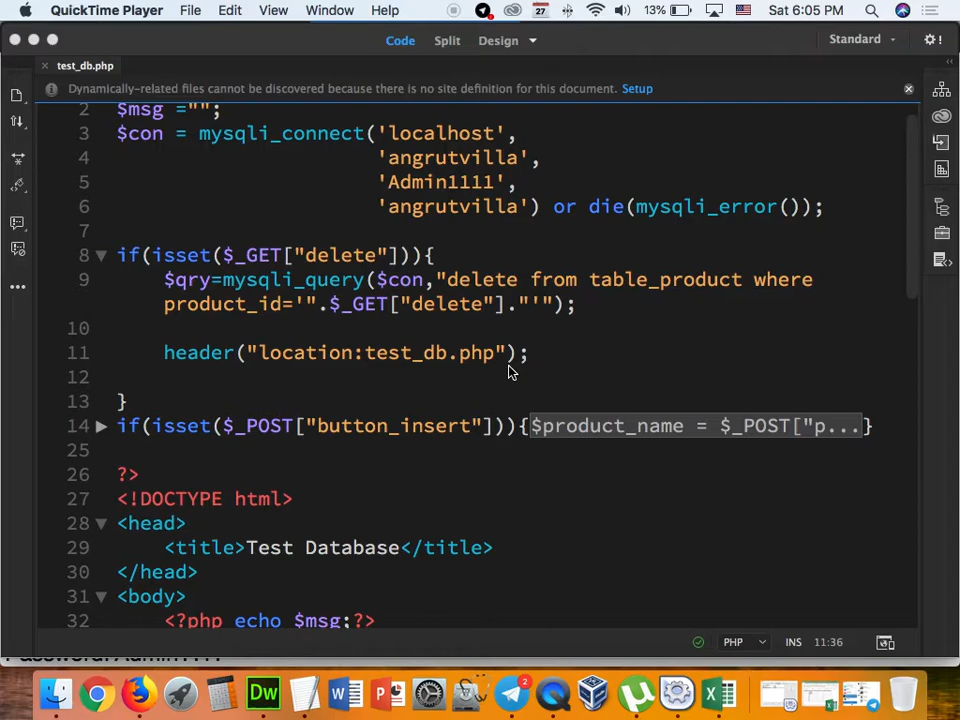 QuickTime Player File Edit View Window Help 27 13% Sat 6:05 PM
Code Split Design Standard
× test_db.php
Dynamically-related files cannot be discovered because there is no site definition for this document. Setup
2 $msg ="";
3 $con = mysqli_connect('localhost',
4 'angrutvilla',
5 'Admin1111',
6 'angrutvilla') or die(mysqli_error());
7
8 if(isset($_GET["delete"])){
9 $qry=mysqli_query($con,"delete from table_product where
product_id='".$_GET["delete"]."'");
10
11 header("location:test_db.php");
12
13 }
14 if(isset($_POST["button_insert"])){$product_name = $_POST["p...}
25
26 ?>
27 <!DOCTYPE html>
28 <head>
29 <title>Test Database</title>
30 </head>
31 <body>
32 <?php echo $msg;?>
PHP INS 11:36
Password: Admin1111
Dw 2